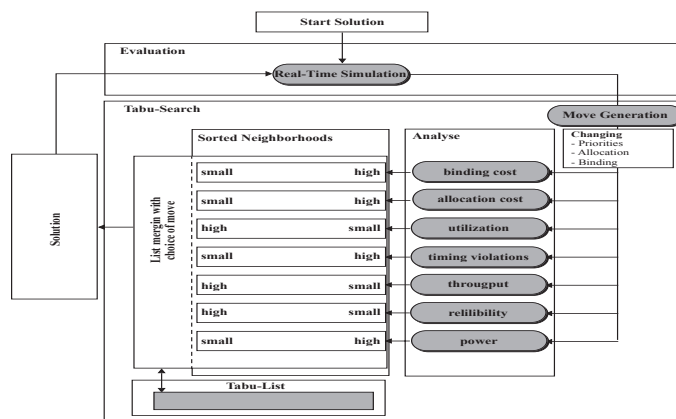 Start Solution
Evaluation
Real-Time Simulation
Tabu-Search
Move Generation
Changing
- Priorities
- Allocation
- Binding
Sorted Neighborhoods
Analyse
Solution
List mergin with
choice of move
small high
binding cost
small high
allocation cost
high small
utilization
small high
timing violations
high small
througput
high small
relilibility
small high
power
Tabu-List